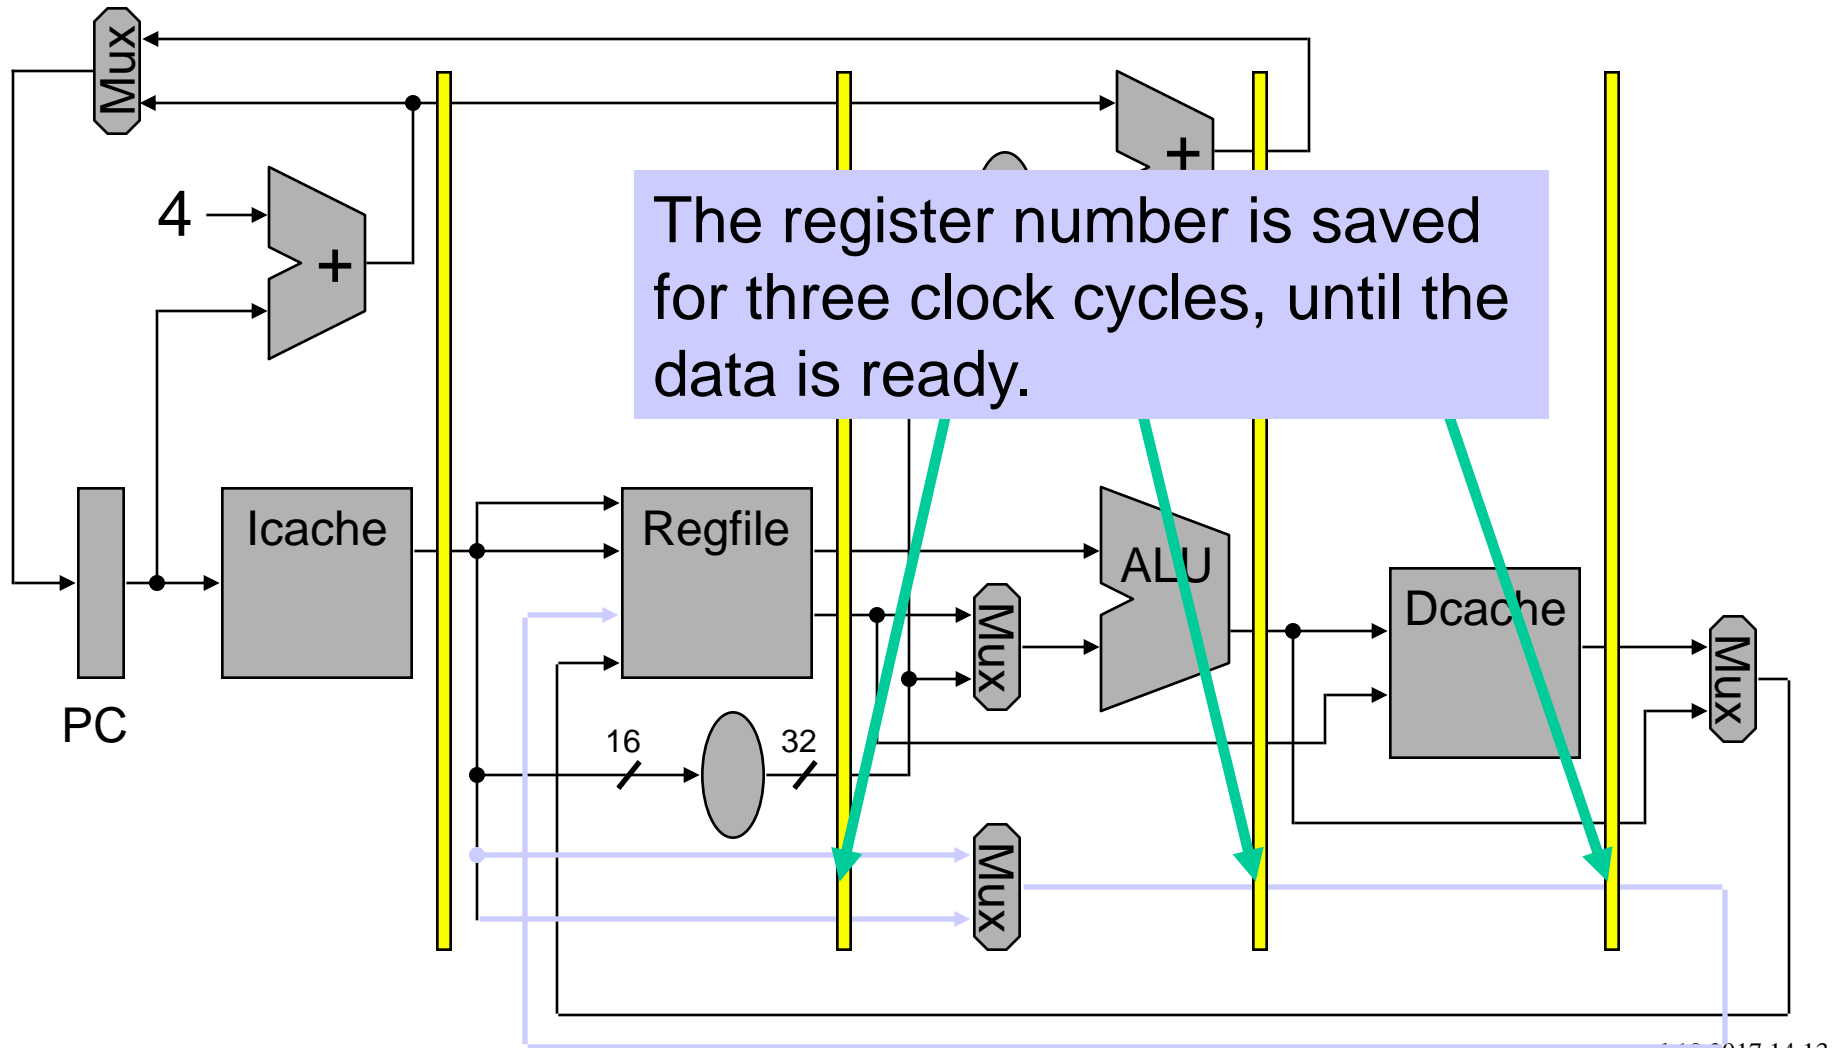 Mux
4
+
+
The register number is saved
for three clock cycles, until the
data is ready.
Icache
Regfile
ALU
Dcache
Mux
Mux
PC
16
32
Mux